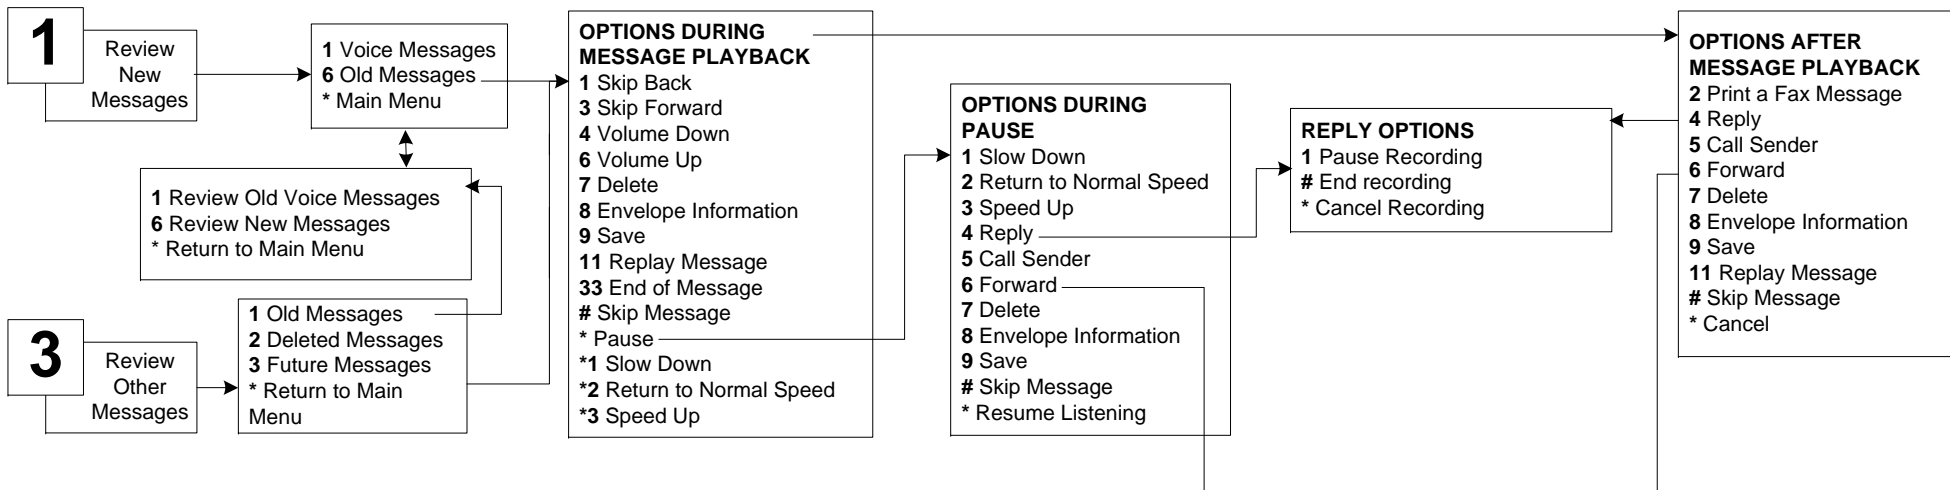 1
Review
New
Messages
1 Voice Messages
6 Old Messages
* Main Menu
1 Review Old Voice Messages
6 Review New Messages
* Return to Main Menu
3
Review
Other
Messages
1 Old Messages
2 Deleted Messages
3 Future Messages
* Return to Main
Menu
OPTIONS DURING
MESSAGE PLAYBACK
1 Skip Back
3 Skip Forward
4 Volume Down
6 Volume Up
7 Delete
8 Envelope Information
9 Save
11 Replay Message
33 End of Message
# Skip Message
* Pause
*1 Slow Down
*2 Return to Normal Speed
*3 Speed Up
OPTIONS DURING
PAUSE
1 Slow Down
2 Return to Normal Speed
3 Speed Up
4 Reply
5 Call Sender
6 Forward
7 Delete
8 Envelope Information
9 Save
# Skip Message
* Resume Listening
REPLY OPTIONS
1 Pause Recording
# End recording
* Cancel Recording
OPTIONS AFTER
MESSAGE PLAYBACK
2 Print a Fax Message
4 Reply
5 Call Sender
6 Forward
7 Delete
8 Envelope Information
9 Save
11 Replay Message
# Skip Message
* Cancel